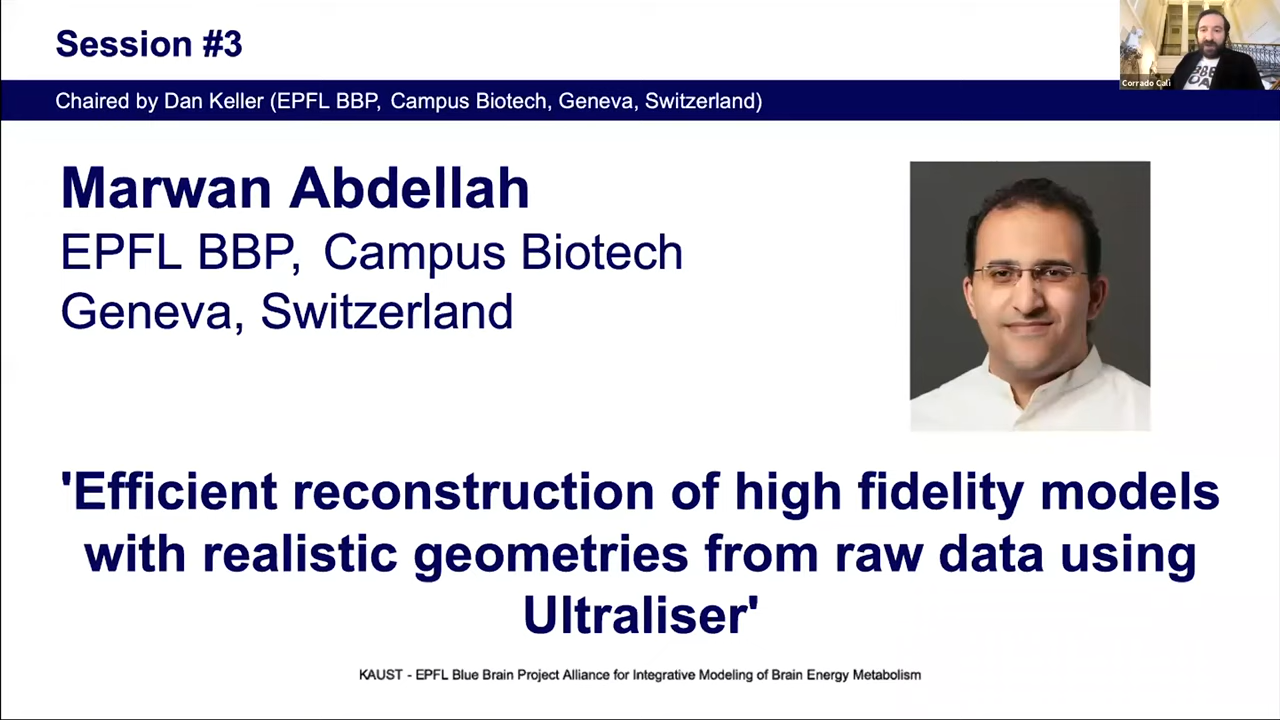 Session #3
Corrado Calì
Chaired by Dan Keller (EPFL BBP, Campus Biotech, Geneva, Switzerland)
Marwan Abdellah
EPFL BBP, Campus Biotech
Geneva, Switzerland
'Efficient reconstruction of high fidelity models
with realistic geometries from raw data using
Ultraliser'
KAUST - EPFL Blue Brain Project Alliance for Integrative Modeling of Brain Energy Metabolism